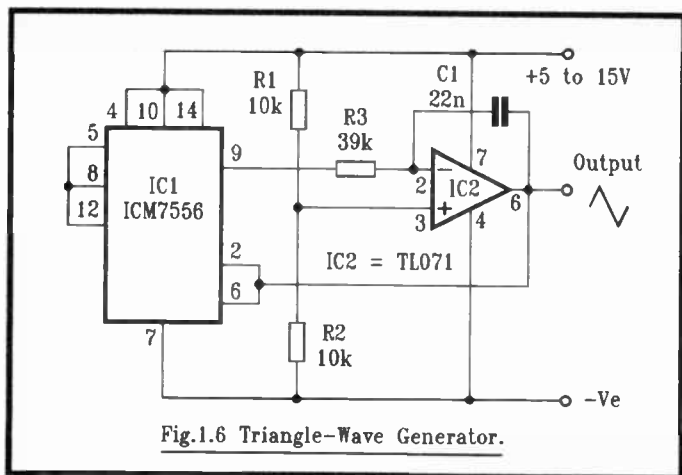 R1
10k
C1
22n
+5 to 15V
4
10
14
R3
39k
5
9
7
8
IC1
2
-
IC2
6
Output
12
ICM7556
3
+
4
2
IC2 = TL071
6
7
R2
10k
-Ve
Fig.1.6 Triangle-Wave Generator.